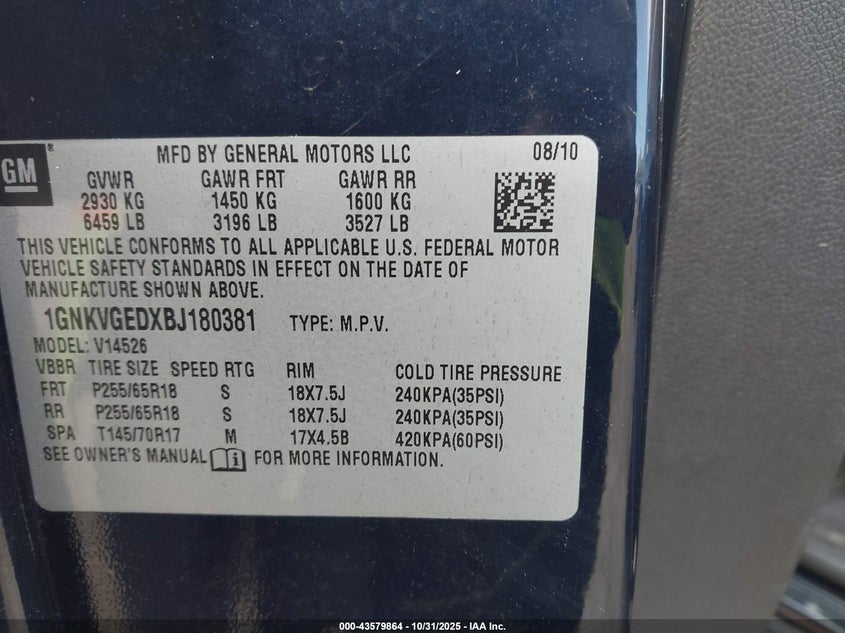 GM
MFD BY GENERAL MOTORS LLC 08/10
GVWR GAWR FRT GAWR RR
2930 KG 1450 KG 1600 KG
6459 LB 3196 LB 3527 LB
THIS VEHICLE CONFORMS TO ALL APPLICABLE U.S. FEDERAL MOTOR
VEHICLE SAFETY STANDARDS IN EFFECT ON THE DATE OF
MANUFACTURE SHOWN ABOVE.
1GNKVGEDXBJ180381 TYPE: M.P.V.
MODEL: V14526
VBBR TIRE SIZE SPEED RTG RIM COLD TIRE PRESSURE
FRT P255/65R18 S 18X7.5J 240KPA(35PSI)
RR P255/65R18 S 18X7.5J 240KPA(35PSI)
SPA T145/70R17 M 17X4.5B 420KPA(60PSI)
SEE OWNER'S MANUAL FOR MORE INFORMATION.
000-43579864 - 10/31/2025 - IAA Inc.